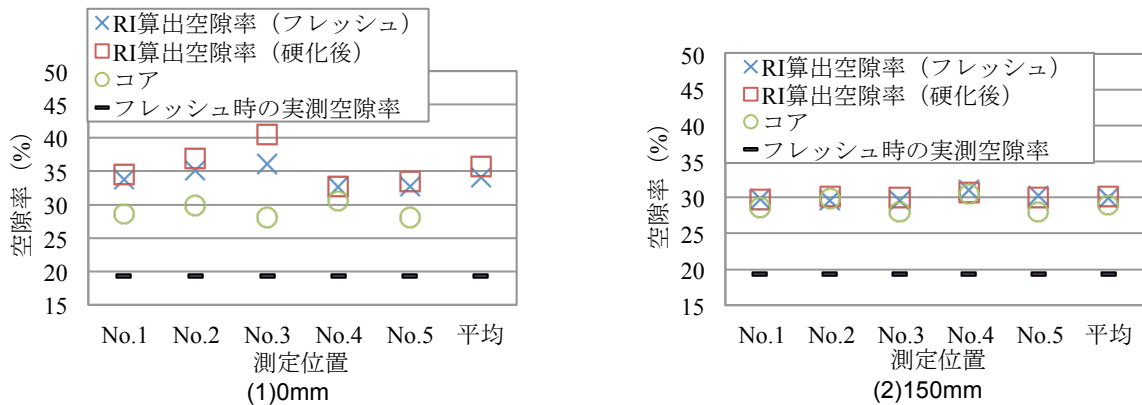 RI算出空隙率（フレッシュ）
RI算出空隙率（硬化後）
コア
フレッシュ時の実測空隙率
空隙率（%）
50
45
40
35
30
25
20
15
No.1 No.2 No.3 No.4 No.5 平均
測定位置
(1)0mm
RI算出空隙率（フレッシュ）
RI算出空隙率（硬化後）
コア
フレッシュ時の実測空隙率
空隙率（%）
50
45
40
35
30
25
20
15
No.1 No.2 No.3 No.4 No.5 平均
測定位置
(2)150mm